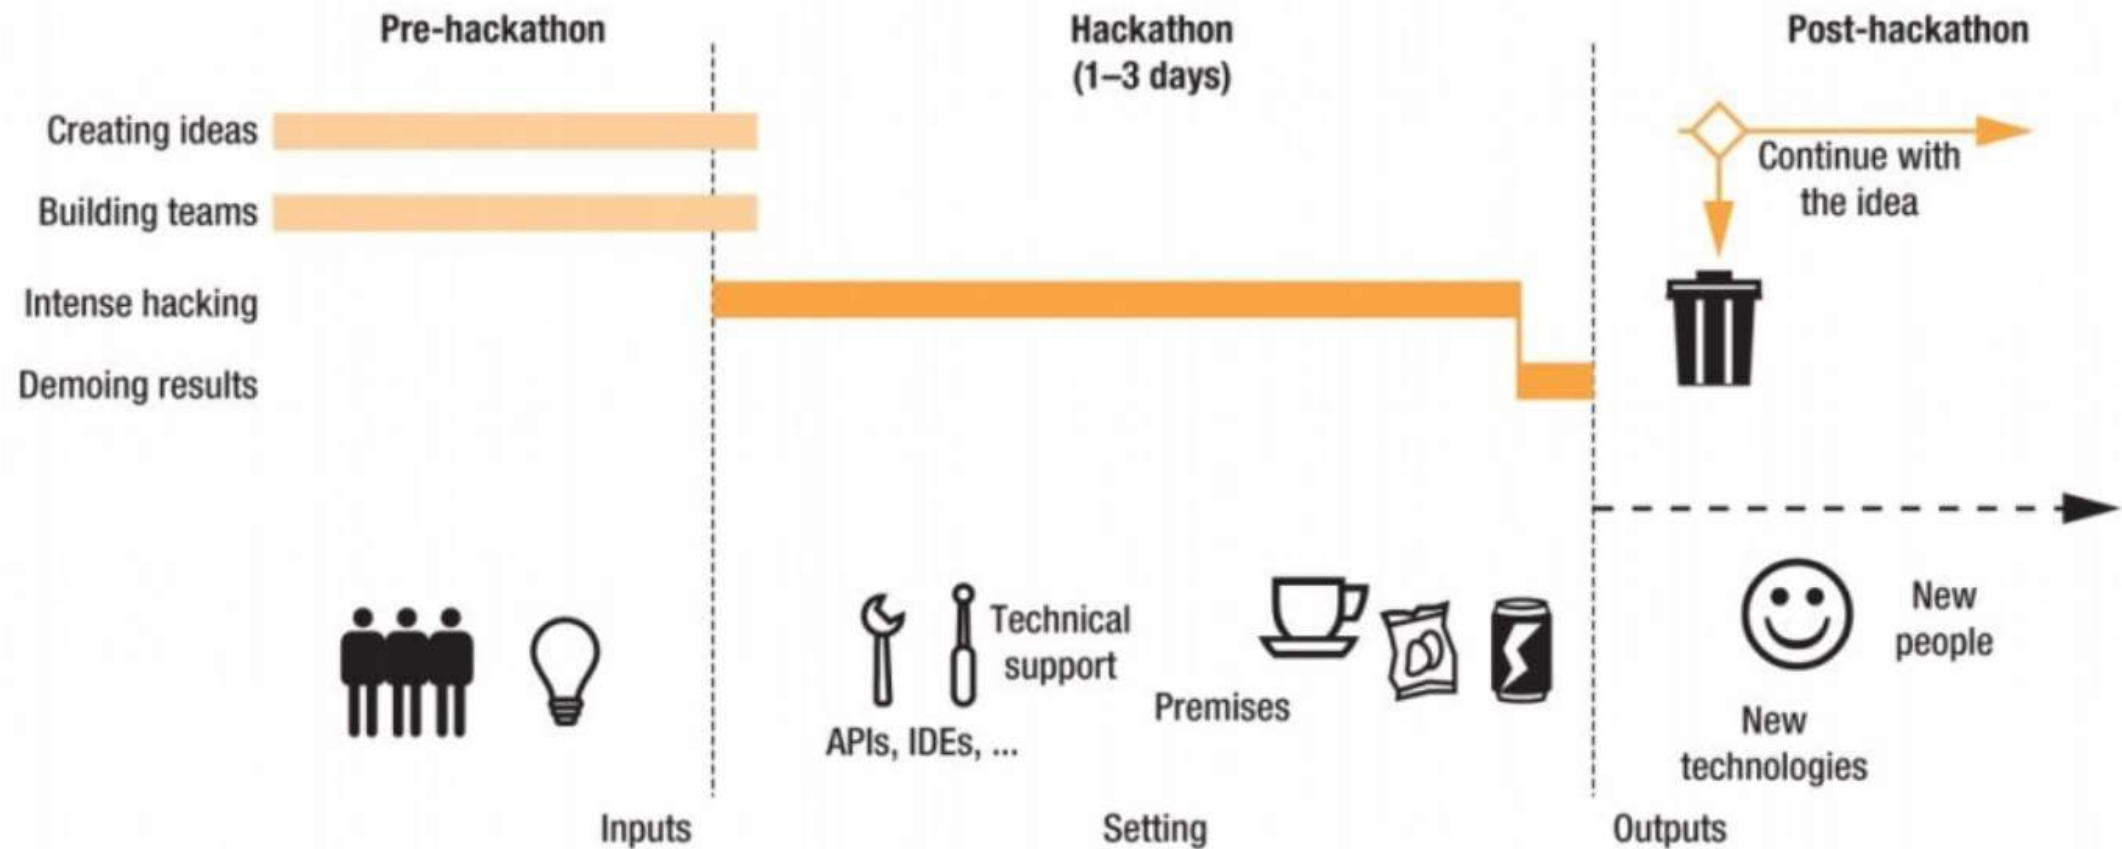 Pre-hackathon
Hackathon
(1–3 days)
Post-hackathon
Creating ideas
Building teams
Intense hacking
Demoing results
Continue with
the idea
Technical
support
APIs, IDEs, ...
Premises
New
people
New
technologies
Inputs
Setting
Outputs